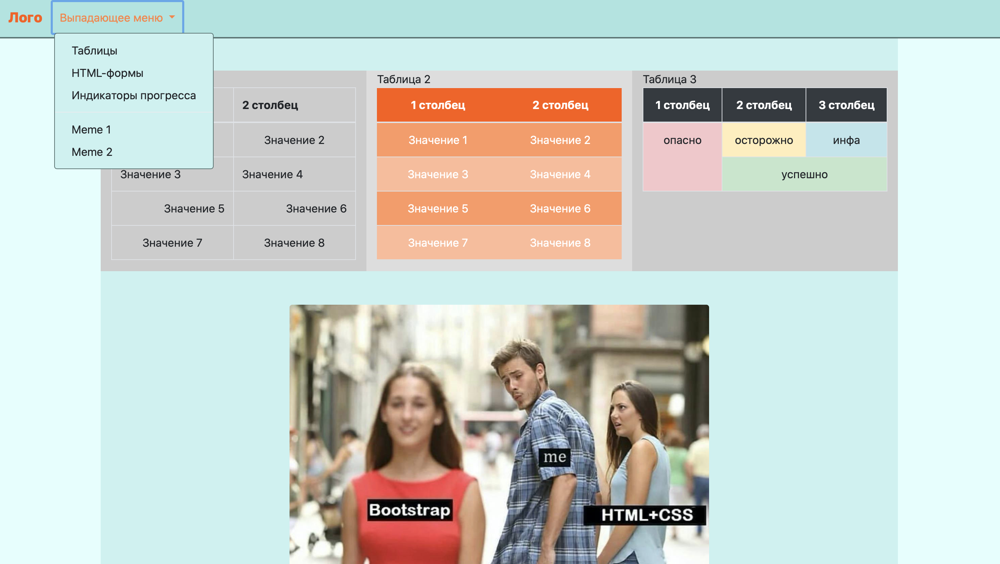 Лого Выпадающее меню
Таблицы
HTML-формы
Индикаторы прогресса
Meme 1
Meme 2
2 столбец
Значение 2
Значение 3 Значение 4
Значение 5 Значение 6
Значение 7 Значение 8
Таблица 2
1 столбец 2 столбец
Значение 1 Значение 2
Значение 3 Значение 4
Значение 5 Значение 6
Значение 7 Значение 8
Таблица 3
1 столбец 2 столбец 3 столбец
опасно осторожно инфа
успешно
me
Bootstrap
HTML+CSS